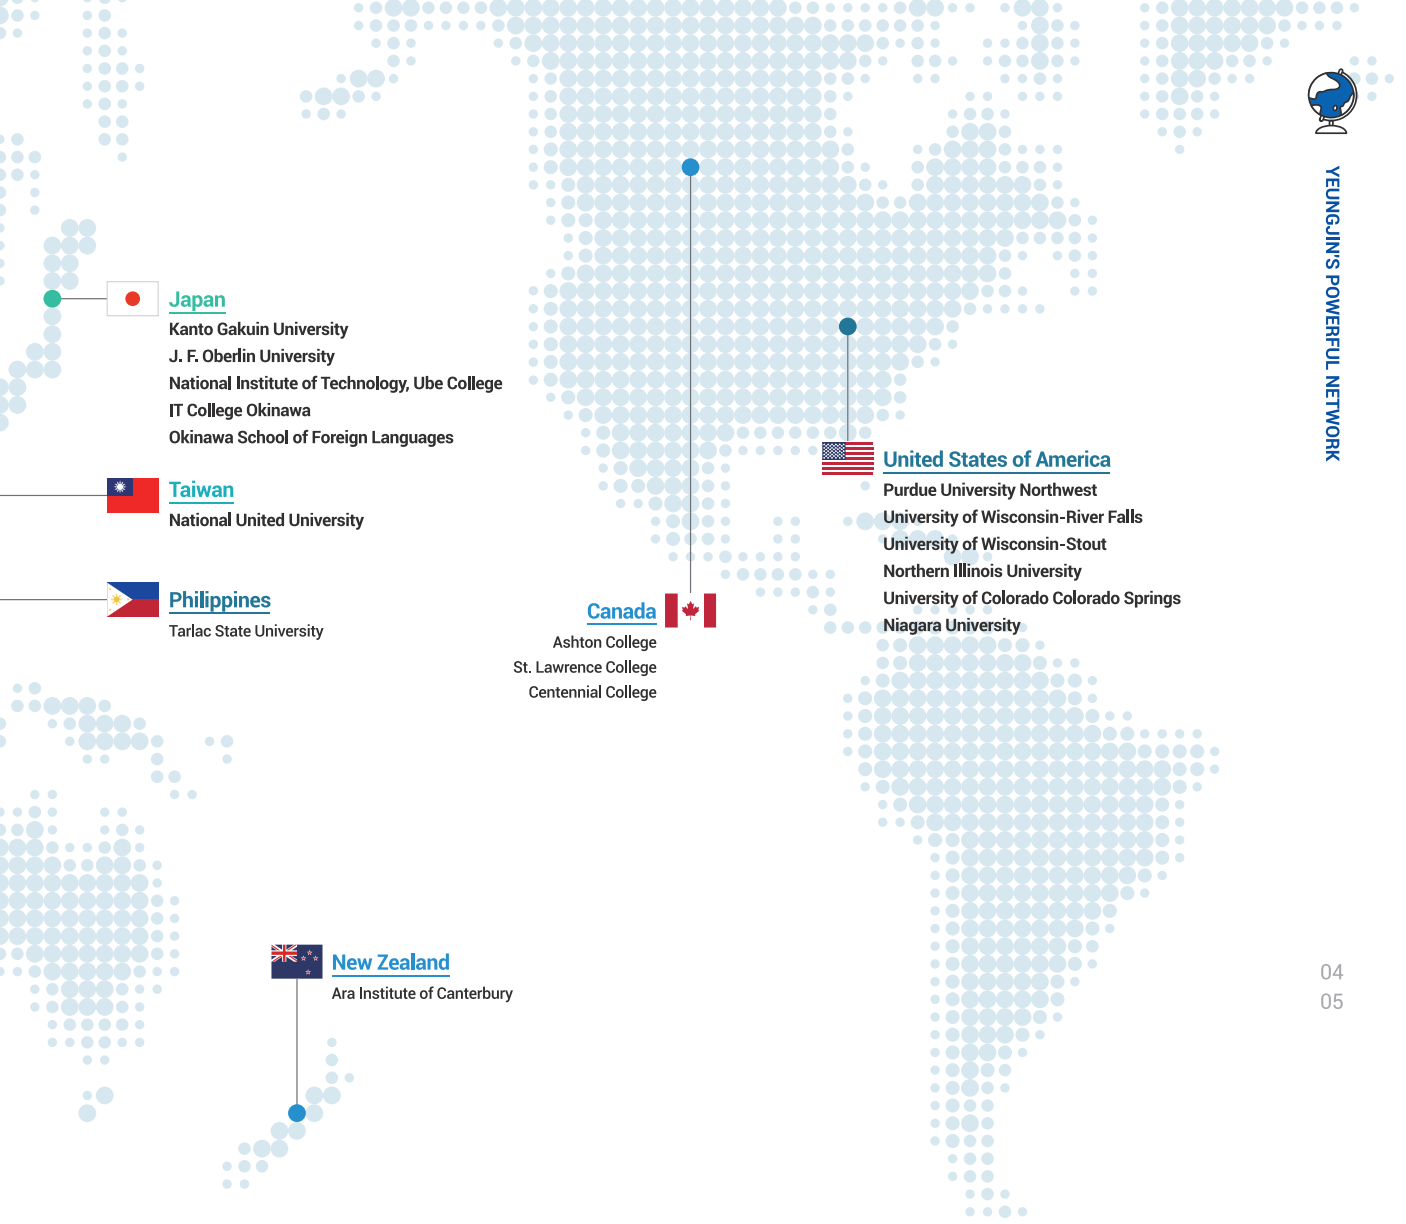 Japan
Kanto Gakuin University
J. F. Oberlin University
National Institute of Technology, Ube College
IT College Okinawa
Okinawa School of Foreign Languages
Taiwan
National United University
Philippines
Tarlac State University
Canada
Ashton College
St. Lawrence College
Centennial College
United States of America
Purdue University Northwest
University of Wisconsin-River Falls
University of Wisconsin-Stout
Northern Illinois University
University of Colorado Colorado Springs
Niagara University
New Zealand
Ara Institute of Canterbury
YEUNGJIN'S POWERFUL NETWORK
04
05